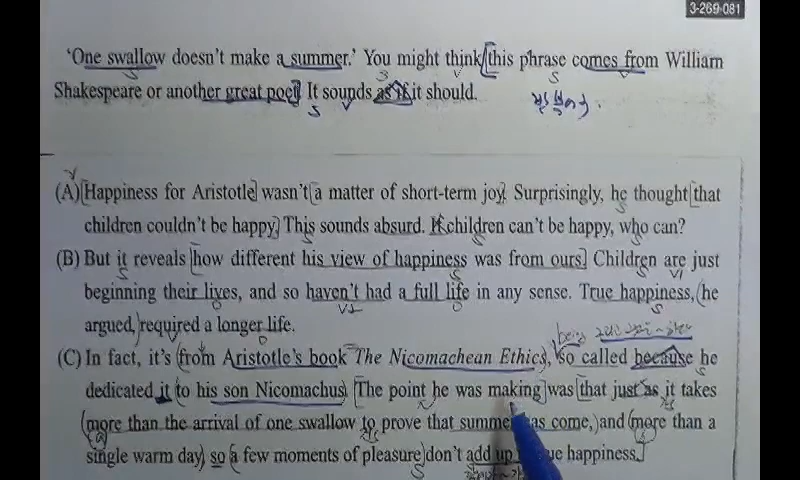 3-269-081
'One swallow doesn't make a summer.' You might think this phrase comes from William
Shakespeare or another great poet. It sounds as if it should.
(A) Happiness for Aristotle wasn't a matter of short-term joy. Surprisingly, he thought that
children couldn't be happy. This sounds absurd. If children can't be happy, who can?
(B) But it reveals how different his view of happiness was from ours. Children are just
beginning their lives, and so haven't had a full life in any sense. True happiness, he
argued, required a longer life.
(C) In fact, it's from Aristotle's book The Nicomachean Ethics, so called because he
dedicated it to his son Nicomachus. The point he was making was that just as it takes
more than the arrival of one swallow to prove that summer has come, and more than a
single warm day, so a few moments of pleasure don't add up true happiness.